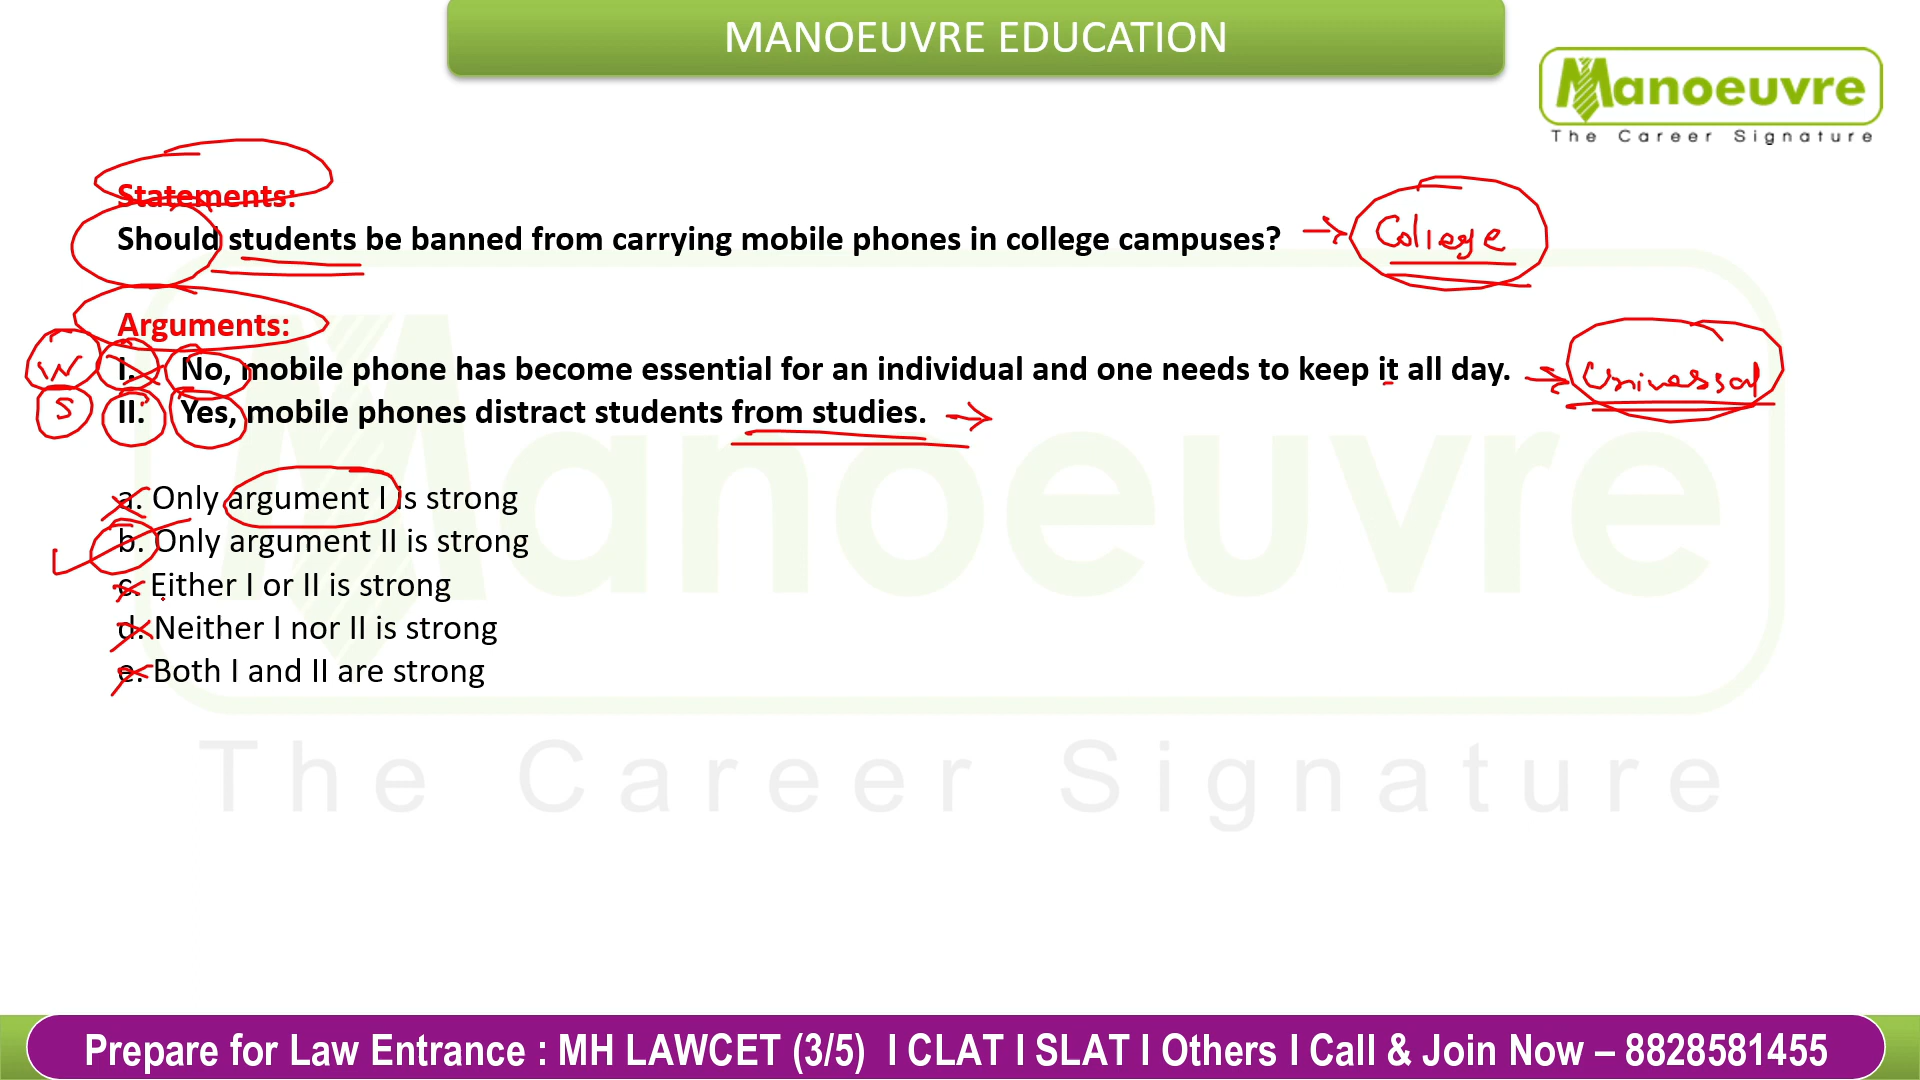 MANOEUVRE EDUCATION
Manoeuvre
The Career Signature
Statements:
Should students be banned from carrying mobile phones in college campuses? → College
Arguments:
W I. No, mobile phone has become essential for an individual and one needs to keep it all day. → Universal
S II. Yes, mobile phones distract students from studies. →
a. Only argument I is strong
b. Only argument II is strong
c. Either I or II is strong
d. Neither I nor II is strong
e. Both I and II are strong
Manoeuvre
The Career Signature
Prepare for Law Entrance : MH LAWCET (3/5) I CLAT I SLAT I Others I Call & Join Now – 8828581455